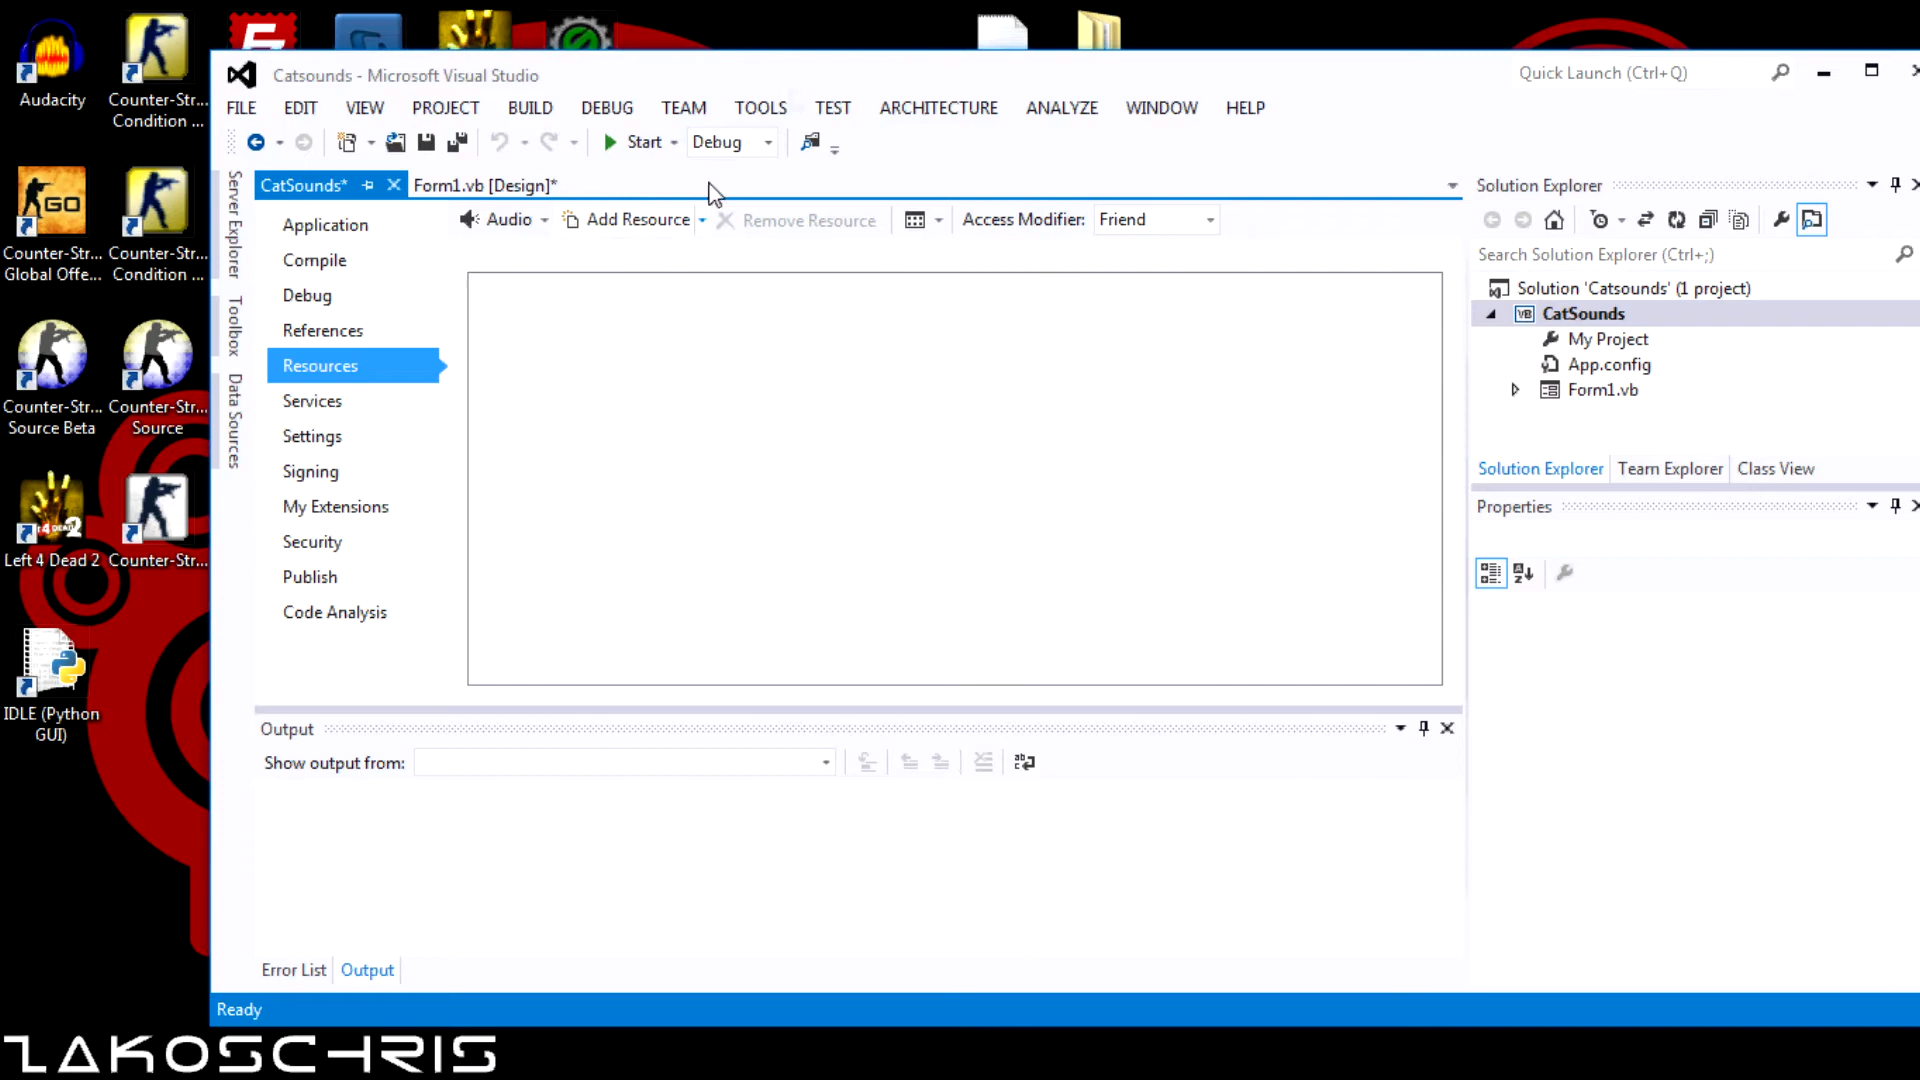 Audacity
Counter-Str...
Condition ...
Catsounds - Microsoft Visual Studio
Quick Launch (Ctrl+Q)
FILE EDIT VIEW PROJECT BUILD DEBUG TEAM TOOLS TEST ARCHITECTURE ANALYZE WINDOW HELP
Start Debug
CatSounds* Form1.vb [Design]*
Audio Add Resource Remove Resource Access Modifier: Friend
Server Explorer
Toolbox
Data Sources
Application
Compile
Debug
References
Resources
Services
Settings
Signing
My Extensions
Security
Publish
Code Analysis
Solution Explorer
Search Solution Explorer (Ctrl+;)
Solution 'Catsounds' (1 project)
VB CatSounds
My Project
App.config
Form1.vb
Solution Explorer Team Explorer Class View
Properties
Output
Show output from:
Error List Output
Ready
GO
Counter-Str...
Global Offe...
Counter-Str...
Condition ...
Counter-Str...
Source Beta
Counter-Str...
Source
Left 4 Dead 2
Counter-Str...
IDLE (Python
GUI)
ZAKOSCHRIS